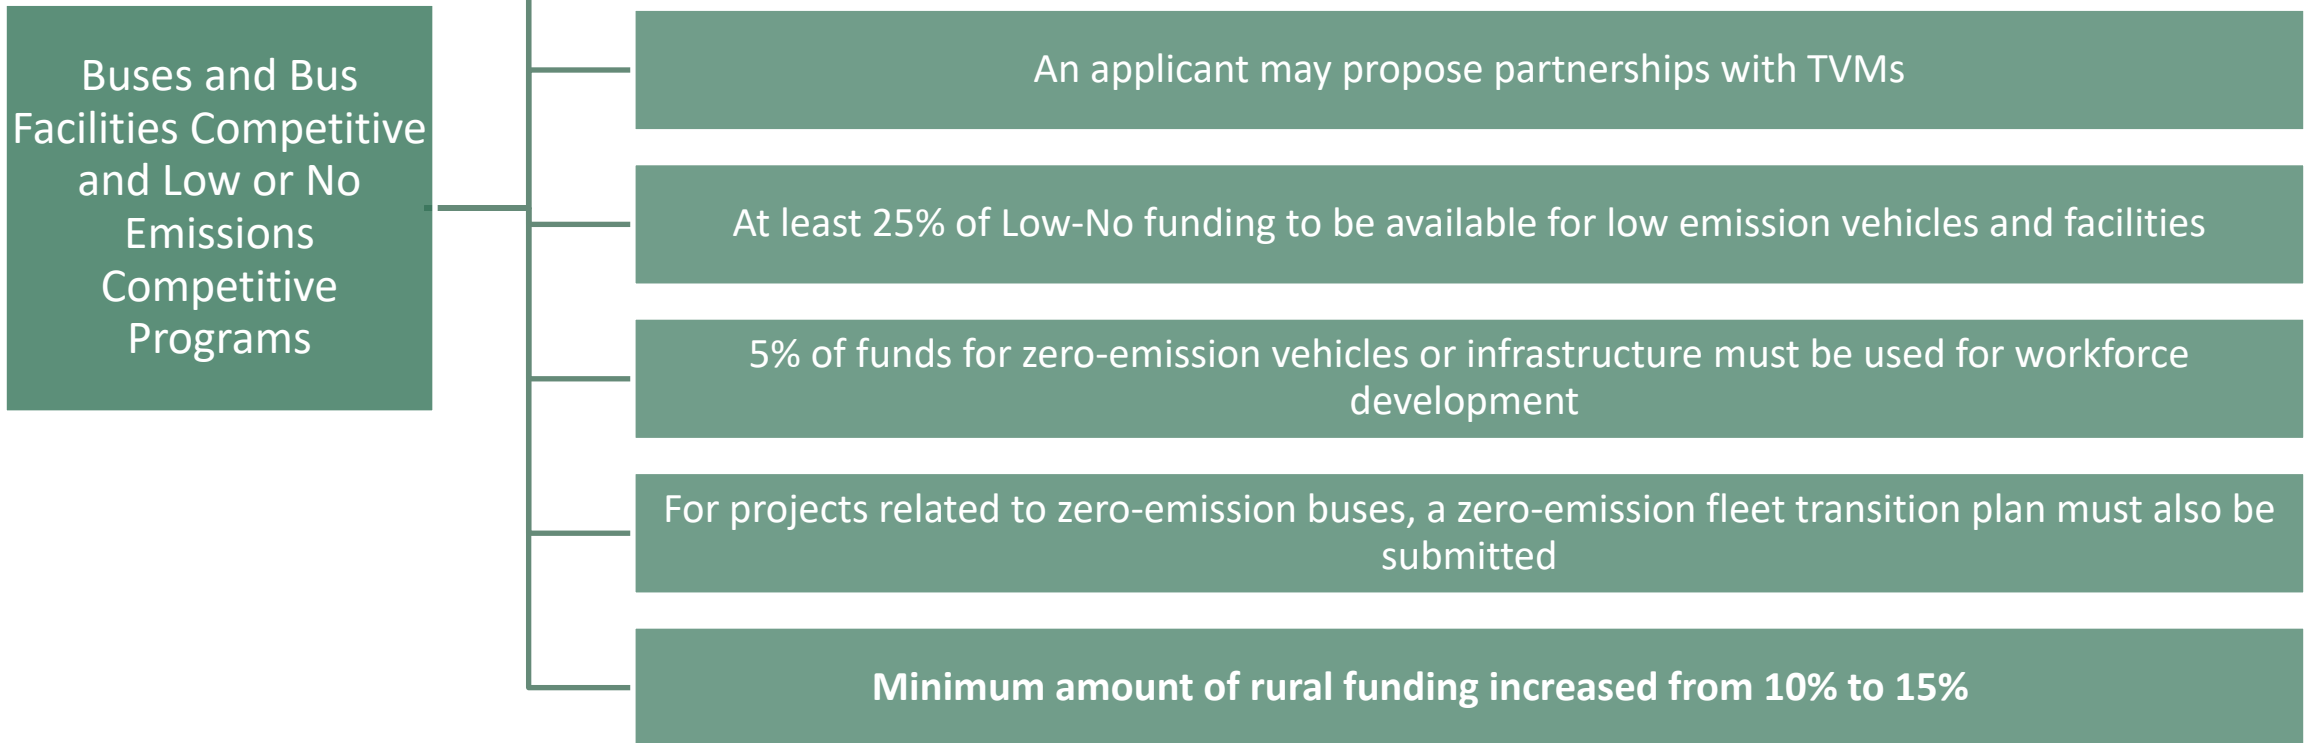 Buses and Bus
Facilities Competitive
and Low or No
Emissions
Competitive
Programs
An applicant may propose partnerships with TVMs
At least 25% of Low-No funding to be available for low emission vehicles and facilities
5% of funds for zero-emission vehicles or infrastructure must be used for workforce
development
For projects related to zero-emission buses, a zero-emission fleet transition plan must also be
submitted
Minimum amount of rural funding increased from 10% to 15%